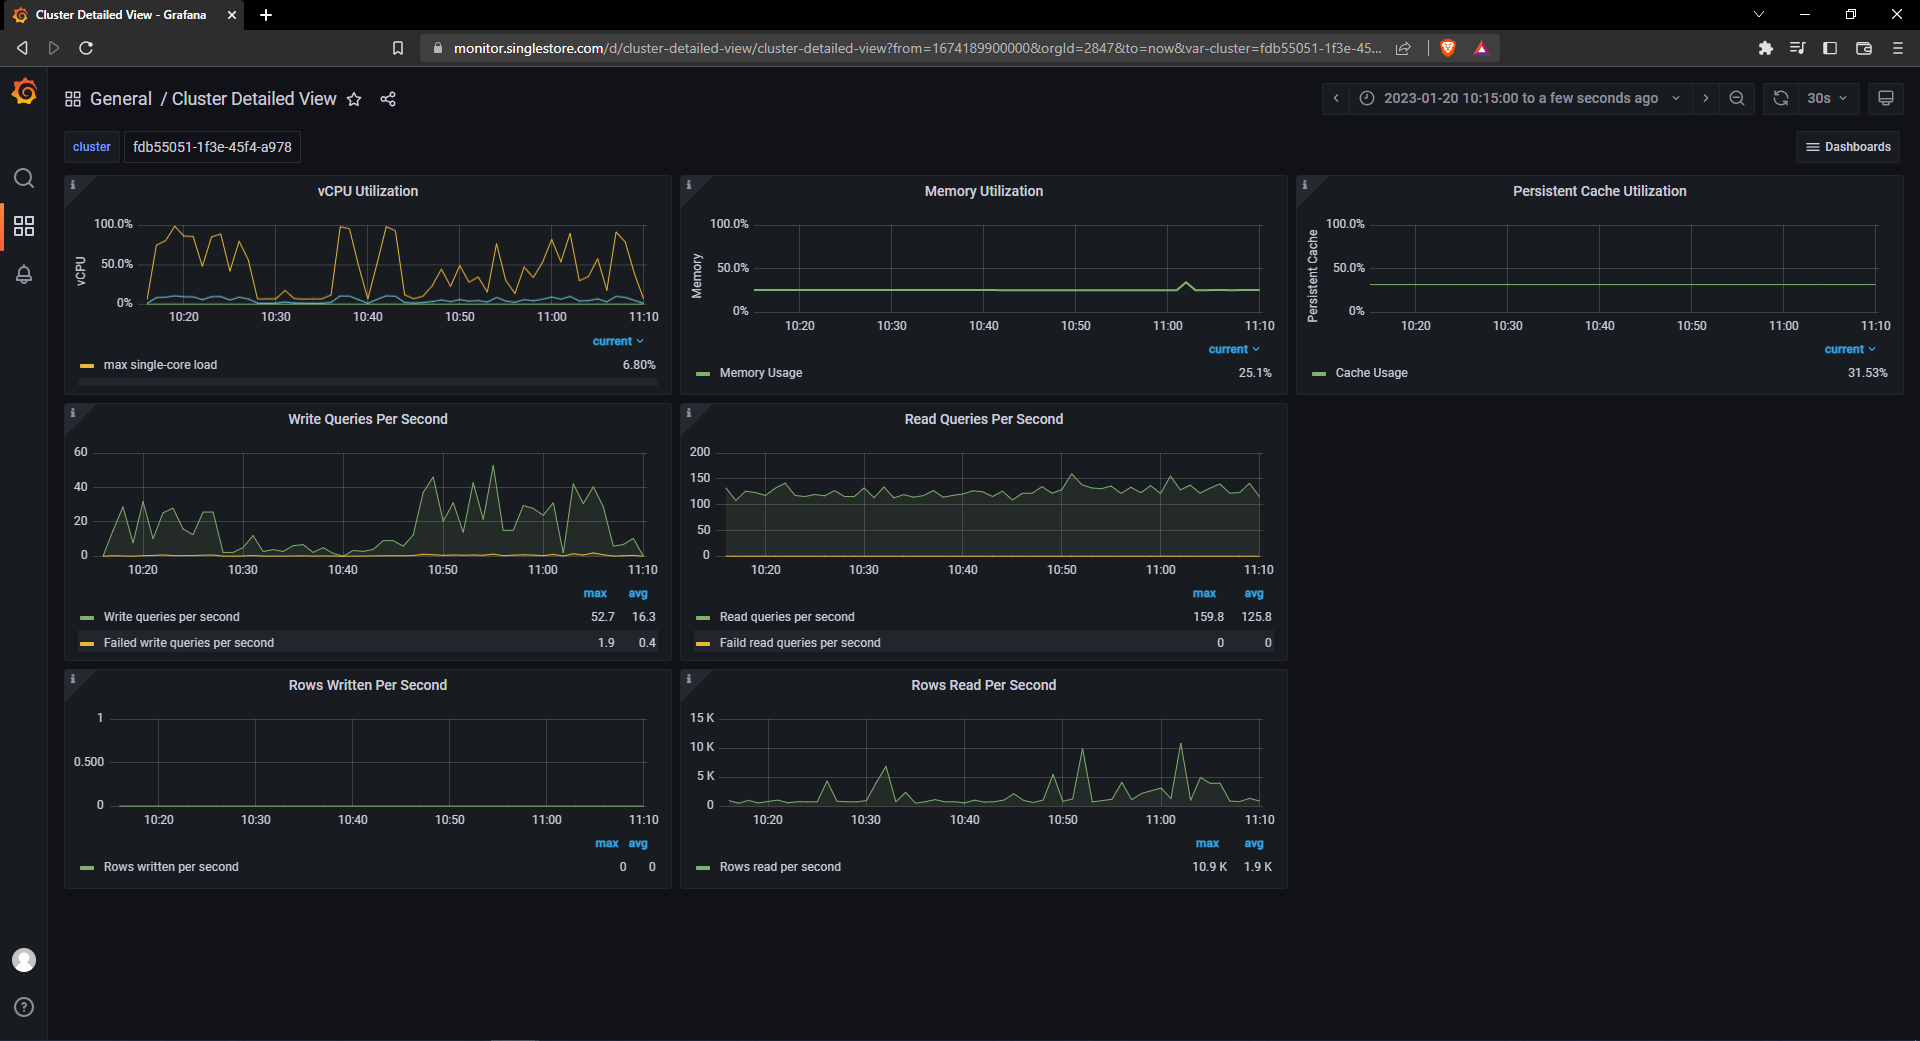 Cluster Detailed View - Grafana
monitor.singlestore.com/d/cluster-detailed-view/cluster-detailed-view?from=1674189900000&orgId=2847&to=now&var-cluster=fdb55051-1f3e-45...
General / Cluster Detailed View
2023-01-20 10:15:00 to a few seconds ago
30s
cluster
fdb55051-1f3e-45f4-a978
Dashboards
vCPU Utilization
vCPU
100.0%
50.0%
0%
10:20 10:30 10:40 10:50 11:00 11:10
current
max single-core load 6.80%
Memory Utilization
Memory
100.0%
50.0%
0%
10:20 10:30 10:40 10:50 11:00 11:10
current
Memory Usage 25.1%
Persistent Cache Utilization
Persistent Cache
100.0%
50.0%
0%
10:20 10:30 10:40 10:50 11:00 11:10
current
Cache Usage 31.53%
Write Queries Per Second
60
40
20
0
10:20 10:30 10:40 10:50 11:00 11:10
max avg
Write queries per second 52.7 16.3
Failed write queries per second 1.9 0.4
Read Queries Per Second
200
150
100
50
0
10:20 10:30 10:40 10:50 11:00 11:10
max avg
Read queries per second 159.8 125.8
Faild read queries per second 0 0
Rows Written Per Second
1
0.500
0
10:20 10:30 10:40 10:50 11:00 11:10
max avg
Rows written per second 0 0
Rows Read Per Second
15 K
10 K
5 K
0
10:20 10:30 10:40 10:50 11:00 11:10
max avg
Rows read per second 10.9 K 1.9 K